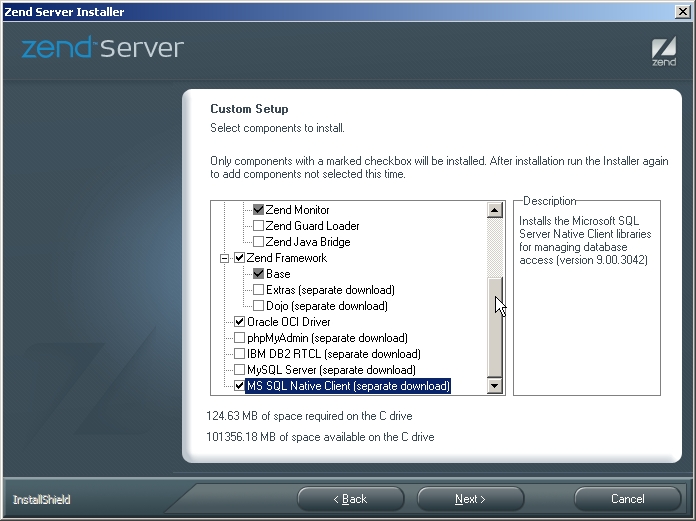 Zend Server Installer
zend Server
zend
Custom Setup
Select components to install.
Only components with a marked checkbox will be installed. After installation run the Installer again
to add components not selected this time.
Zend Monitor
Zend Guard Loader
Zend Java Bridge
Zend Framework
Base
Extras (separate download)
Dojo (separate download)
Oracle OCI Driver
phpMyAdmin (separate download)
IBM DB2 RTCL (separate download)
MySQL Server (separate download)
MS SQL Native Client (separate download)
Description
Installs the Microsoft SQL
Server Native Client libraries
for managing database
access (version 9.00.3042)
124.63 MB of space required on the C drive
101356.18 MB of space available on the C drive
InstallShield
< Back
Next >
Cancel